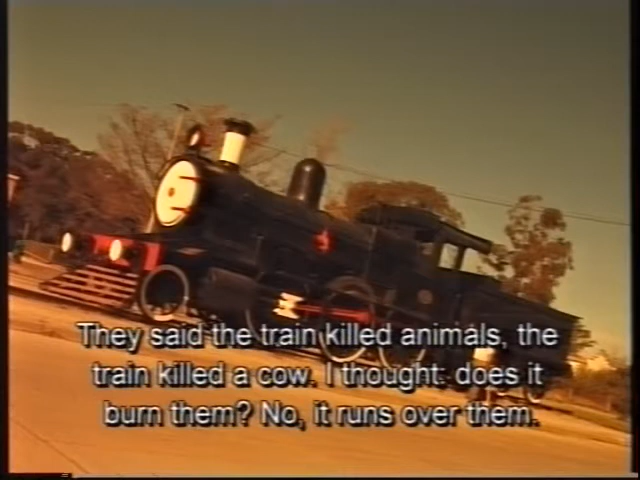 They said the train killed animals, the
train killed a cow. I thought: does it
burn them? No, it runs over them.